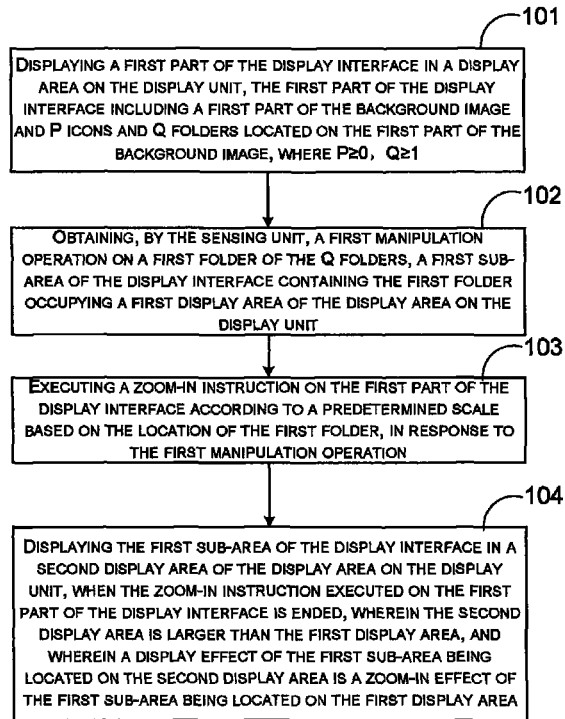 101
DISPLAYING A FIRST PART OF THE DISPLAY INTERFACE IN A DISPLAY
AREA ON THE DISPLAY UNIT, THE FIRST PART OF THE DISPLAY
INTERFACE INCLUDING A FIRST PART OF THE BACKGROUND IMAGE
AND P ICONS AND Q FOLDERS LOCATED ON THE FIRST PART OF THE
BACKGROUND IMAGE, WHERE P≥0, Q≥1
102
OBTAINING, BY THE SENSING UNIT, A FIRST MANIPULATION
OPERATION ON A FIRST FOLDER OF THE Q FOLDERS, A FIRST SUB-
AREA OF THE DISPLAY INTERFACE CONTAINING THE FIRST FOLDER
OCCUPYING A FIRST DISPLAY AREA OF THE DISPLAY AREA ON THE
DISPLAY UNIT
103
EXECUTING A ZOOM-IN INSTRUCTION ON THE FIRST PART OF THE
DISPLAY INTERFACE ACCORDING TO A PREDETERMINED SCALE
BASED ON THE LOCATION OF THE FIRST FOLDER, IN RESPONSE TO
THE FIRST MANIPULATION OPERATION
104
DISPLAYING THE FIRST SUB-AREA OF THE DISPLAY INTERFACE IN A
SECOND DISPLAY AREA OF THE DISPLAY AREA ON THE DISPLAY
UNIT, WHEN THE ZOOM-IN INSTRUCTION EXECUTED ON THE FIRST
PART OF THE DISPLAY INTERFACE IS ENDED, WHEREIN THE SECOND
DISPLAY AREA IS LARGER THAN THE FIRST DISPLAY AREA, AND
WHEREIN A DISPLAY EFFECT OF THE FIRST SUB-AREA BEING
LOCATED ON THE SECOND DISPLAY AREA IS A ZOOM-IN EFFECT OF
THE FIRST SUB-AREA BEING LOCATED ON THE FIRST DISPLAY AREA